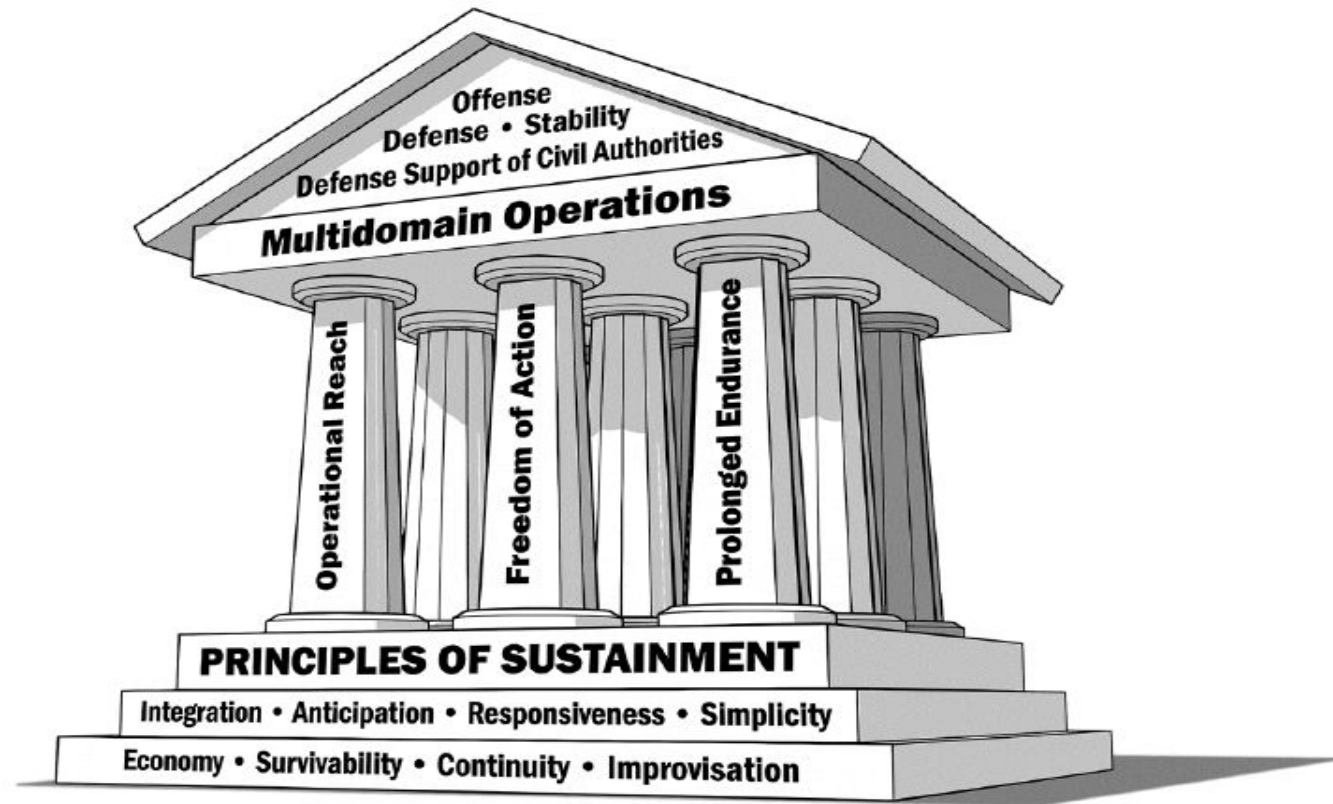 Offense
Defense • Stability
Defense Support of Civil Authorities
Multidomain Operations
Operational Reach
Freedom of Action
Prolonged Endurance
PRINCIPLES OF SUSTAINMENT
Integration • Anticipation • Responsiveness • Simplicity
Economy • Survivability • Continuity • Improvisation